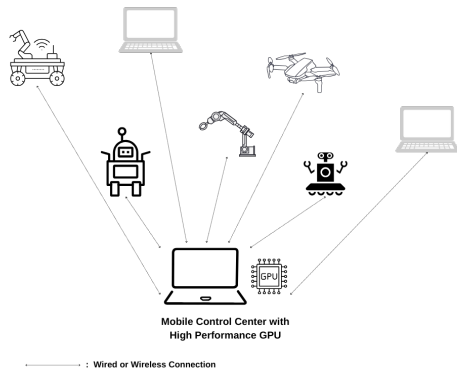 GPU
Mobile Control Center with
High Performance GPU
: Wired or Wireless Connection